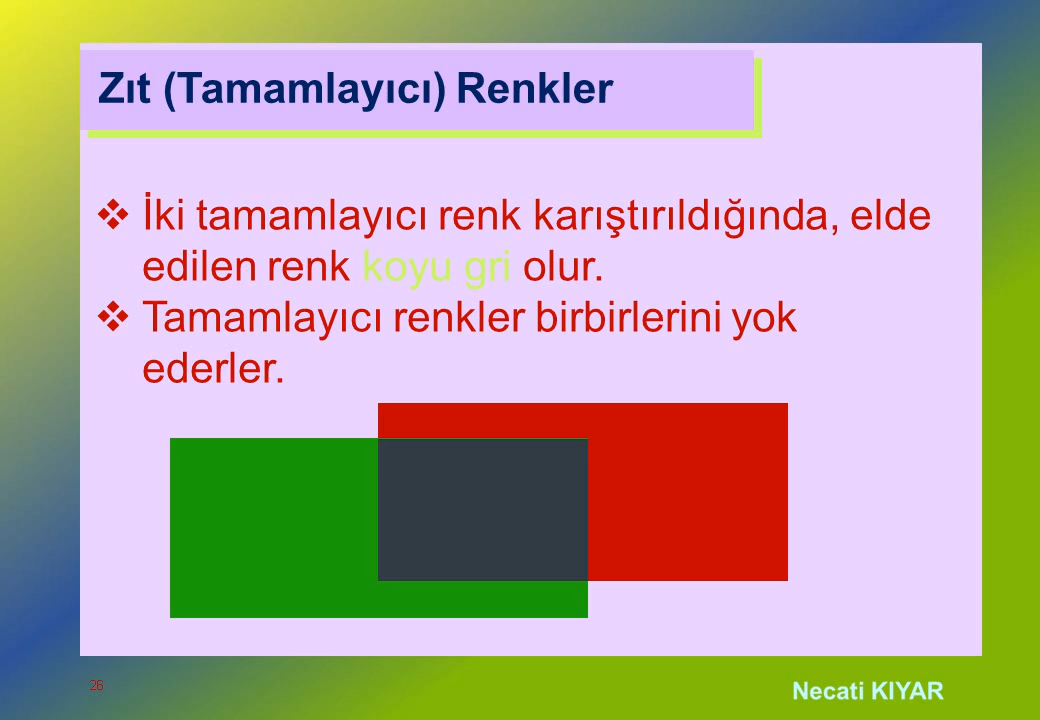 Zıt (Tamamlayıcı) Renkler
❖ İki tamamlayıcı renk karıştırıldığında, elde
edilen renk koyu gri olur.
❖ Tamamlayıcı renkler birbirlerini yok
ederler.
26
Necati KIYAR